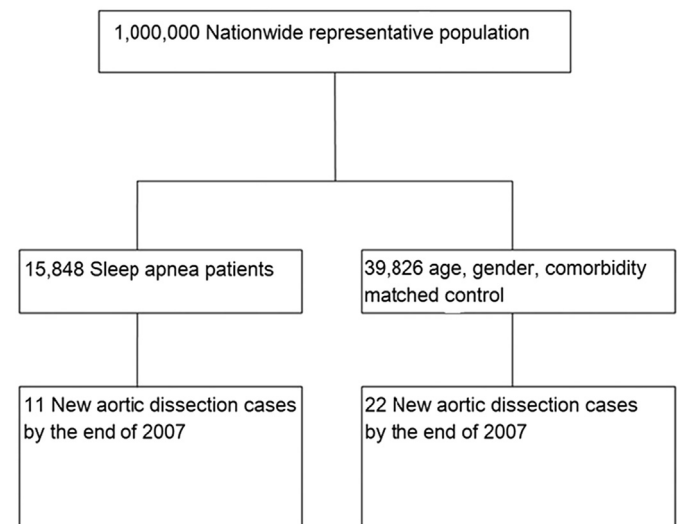 1,000,000 Nationwide representative population
15,848 Sleep apnea patients
39,826 age, gender, comorbidity
matched control
11 New aortic dissection cases
by the end of 2007
22 New aortic dissection cases
by the end of 2007